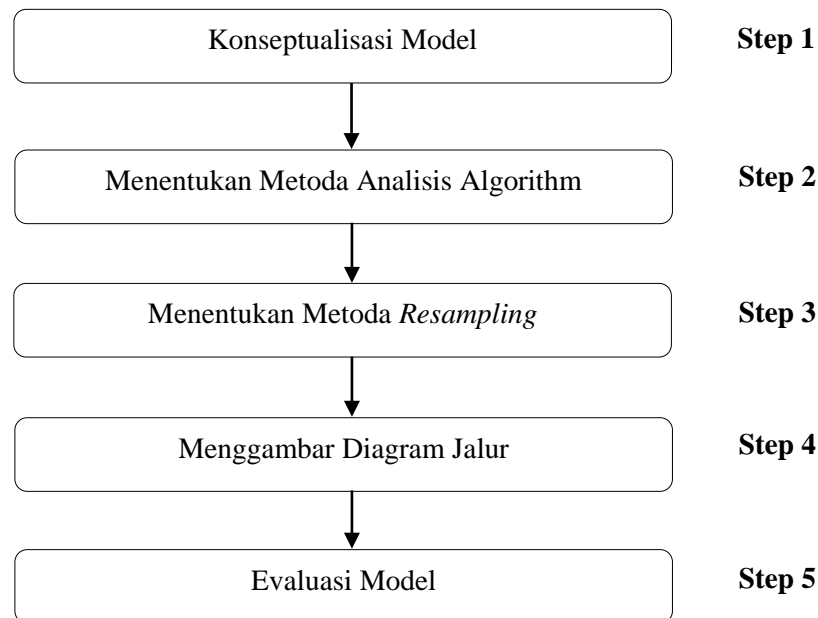 Konseptualisasi Model Step 1
Menentukan Metoda Analisis Algorithm Step 2
Menentukan Metoda Resampling Step 3
Menggambar Diagram Jalur Step 4
Evaluasi Model Step 5